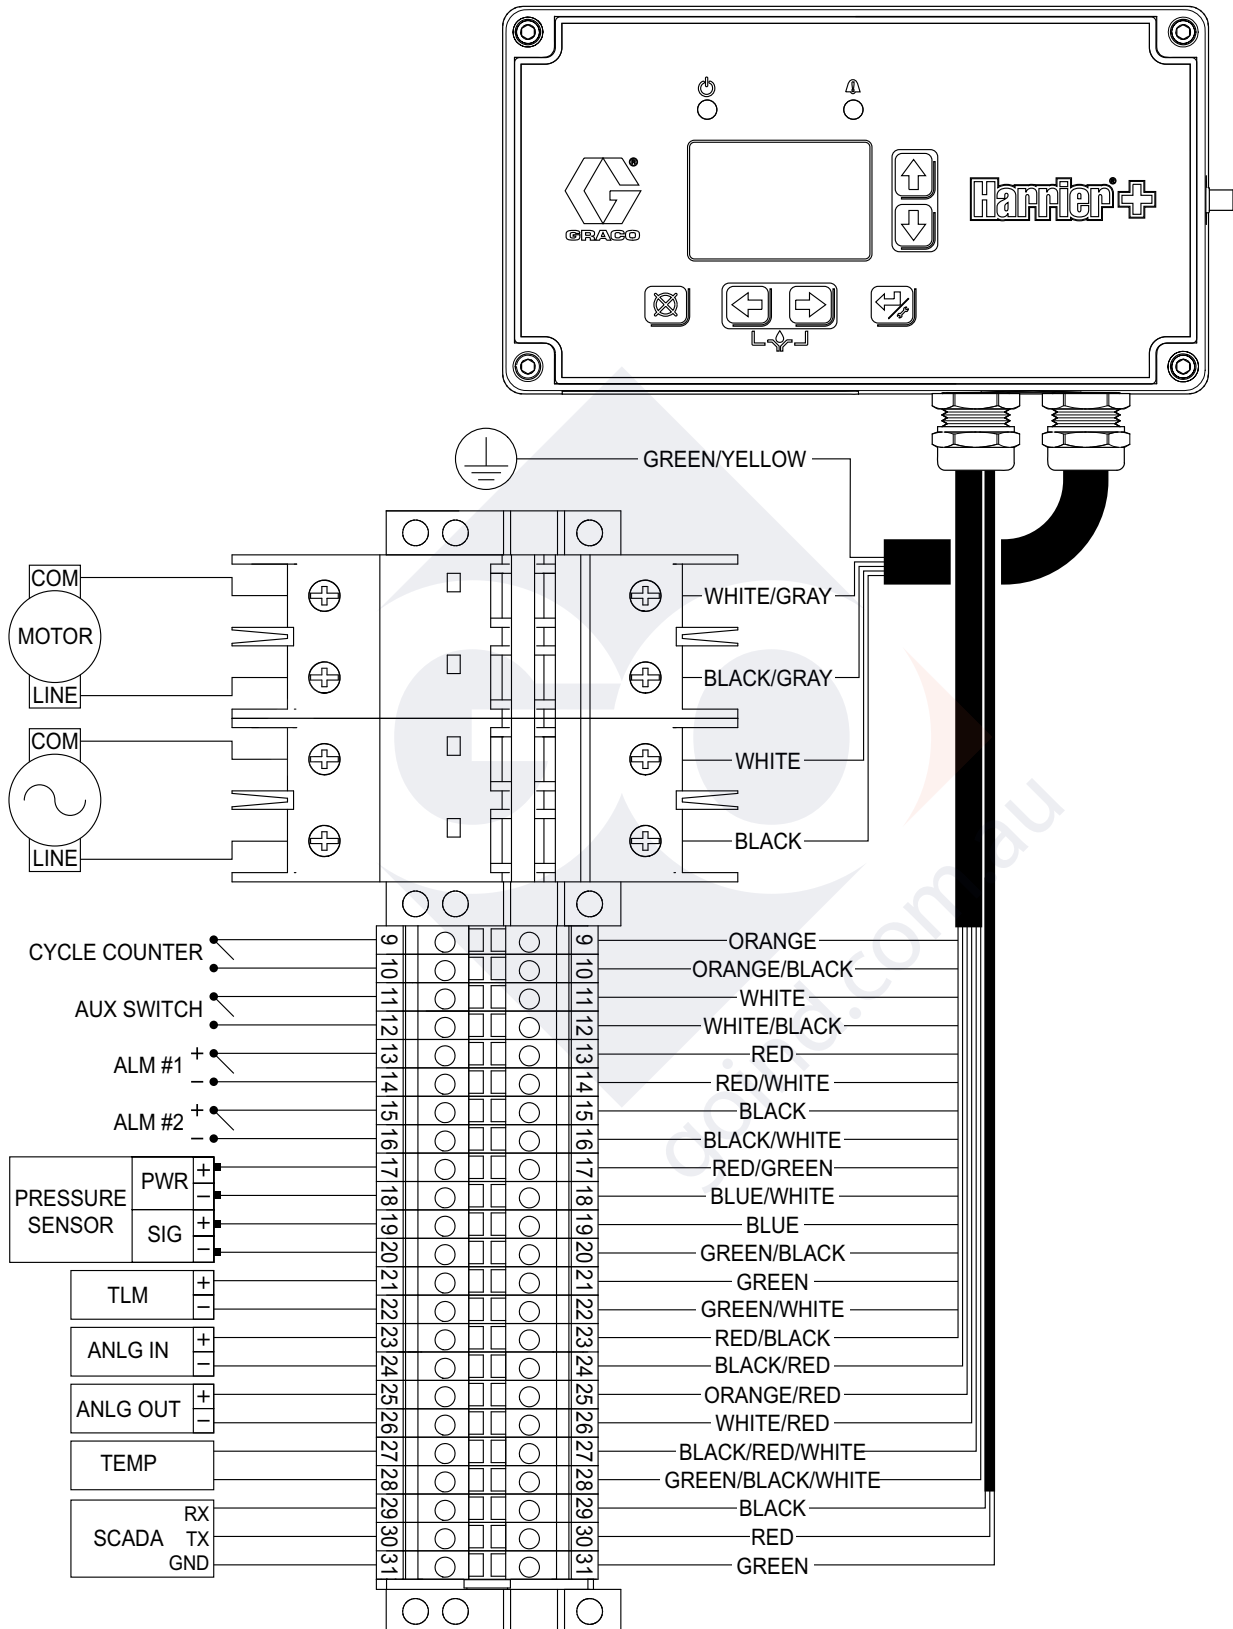 GRACO
Harrier+
GREEN/YELLOW
COM
MOTOR
LINE
WHITE/GRAY
BLACK/GRAY
COM
LINE
WHITE
BLACK
CYCLE COUNTER 9 9 ORANGE
10 10 ORANGE/BLACK
AUX SWITCH 11 11 WHITE
12 12 WHITE/BLACK
ALM #1 + 13 13 RED
− 14 14 RED/WHITE
ALM #2 + 15 15 BLACK
− 16 16 BLACK/WHITE
PRESSURE SENSOR PWR + 17 17 RED/GREEN
− 18 18 BLUE/WHITE
SIG + 19 19 BLUE
− 20 20 GREEN/BLACK
TLM + 21 21 GREEN
− 22 22 GREEN/WHITE
ANLG IN + 23 23 RED/BLACK
− 24 24 BLACK/RED
ANLG OUT + 25 25 ORANGE/RED
− 26 26 WHITE/RED
TEMP 27 27 BLACK/RED/WHITE
28 28 GREEN/BLACK/WHITE
SCADA RX 29 29 BLACK
TX 30 30 RED
GND 31 31 GREEN
goind.com.au